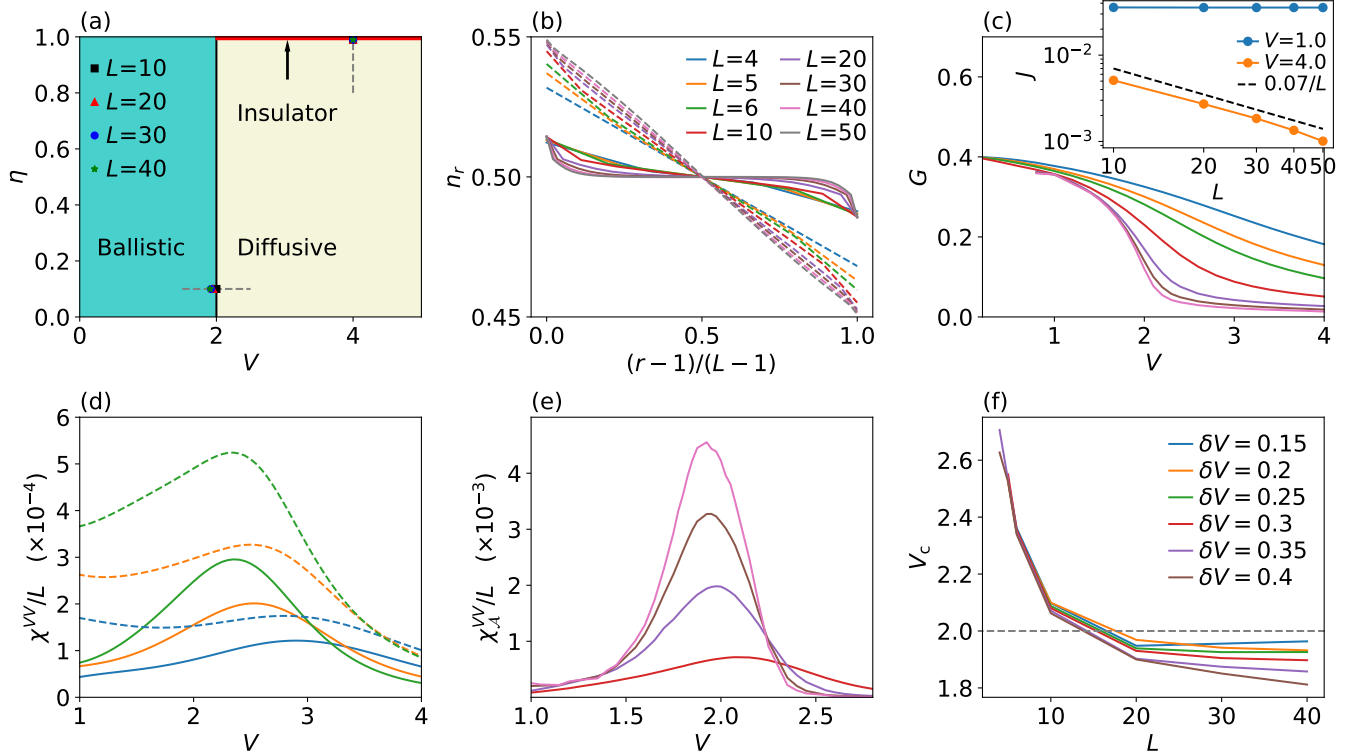 (a)
1.0
0.8
0.6
0.4
0.2
0.0
η
L=10
L=20
L=30
L=40
Insulator
Ballistic
Diffusive
0
2
4
V
(b)
0.55
0.50
0.45
n_r
L=4
L=5
L=6
L=10
L=20
L=30
L=40
L=50
0.0
0.5
1.0
(r − 1)/(L − 1)
(c)
0.6
0.4
0.2
0.0
G
J
10⁻²
10⁻³
V=1.0
V=4.0
0.07/L
10
20
30
40
50
L
1
2
3
4
V
(d)
6
5
4
3
2
1
0
χ^{VV}/L (×10⁻⁴)
1
2
3
4
V
(e)
4
3
2
1
χ_A^{VV}/L (×10⁻³)
1.0
1.5
2.0
2.5
V
(f)
2.6
2.4
2.2
2.0
1.8
V_c
δV = 0.15
δV = 0.2
δV = 0.25
δV = 0.3
δV = 0.35
δV = 0.4
10
20
30
40
L